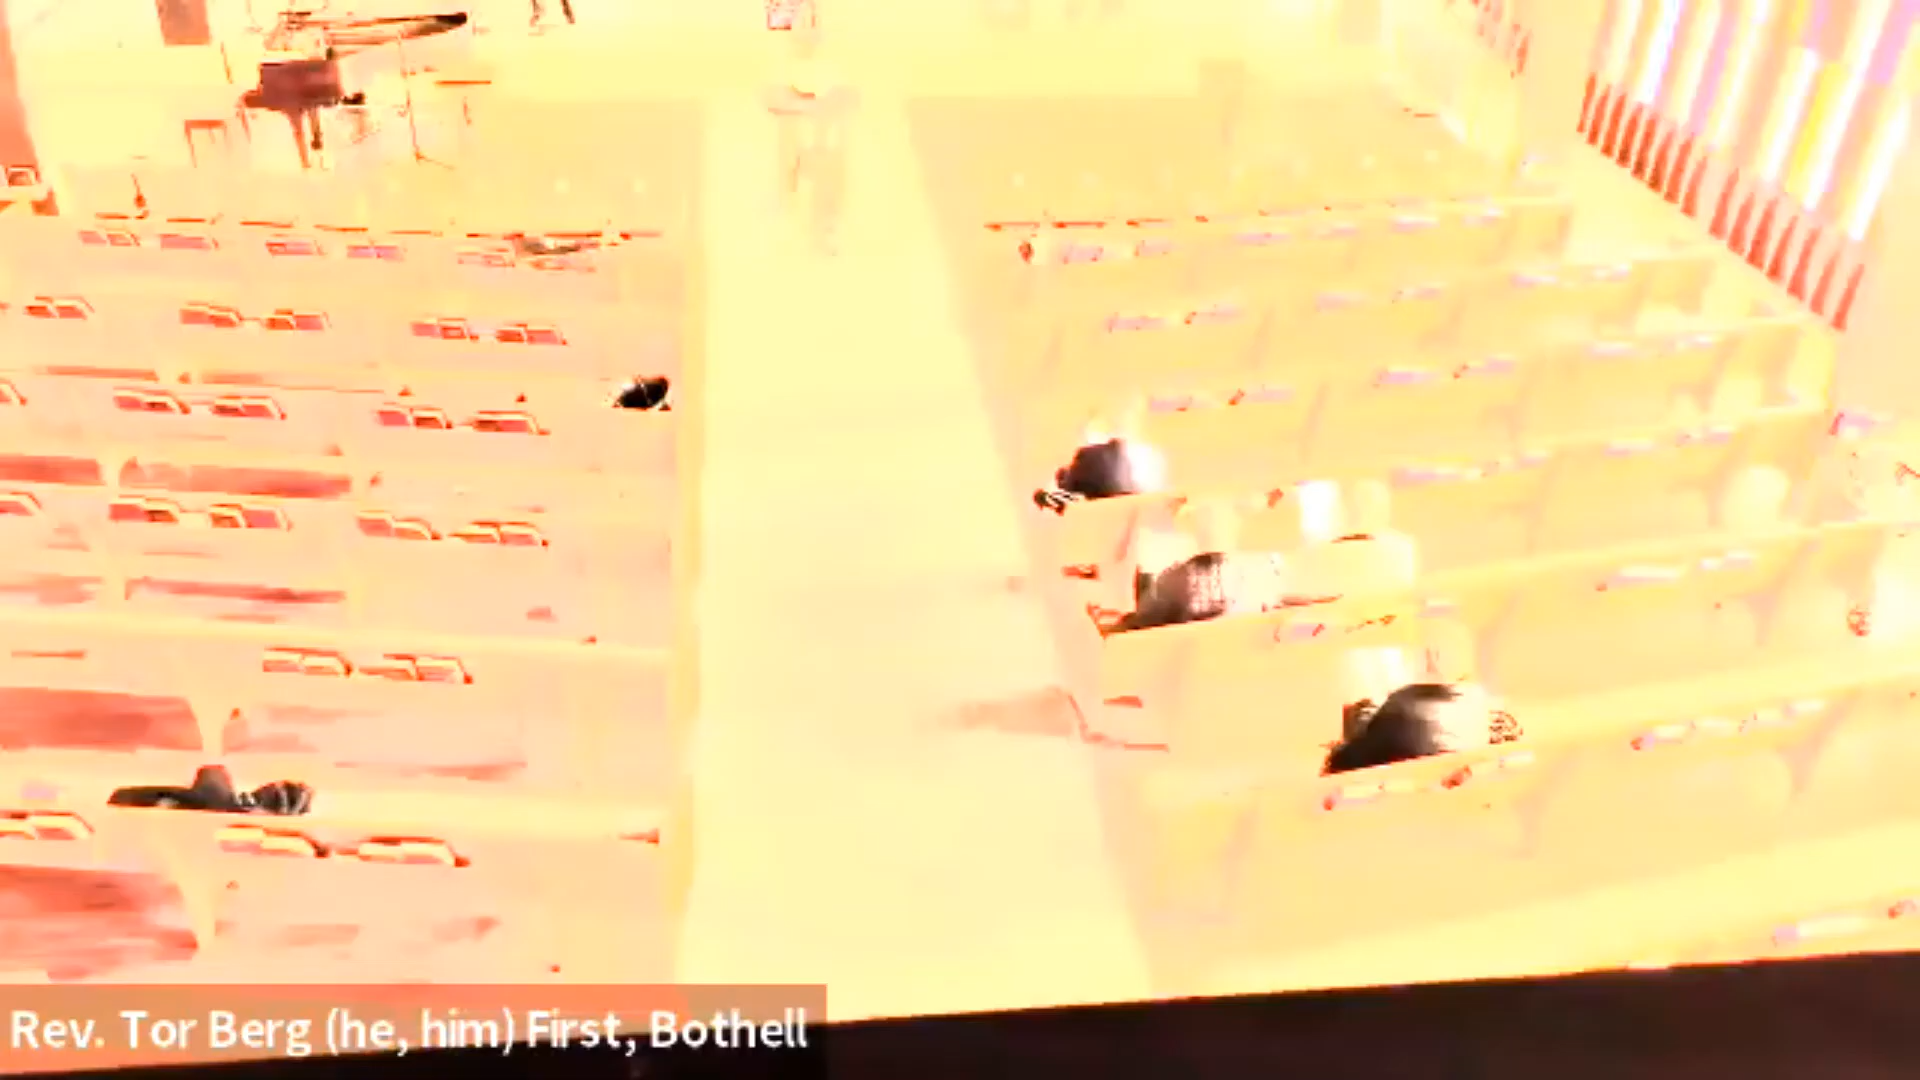 Rev. Tor Berg (he, him) First, Bothell